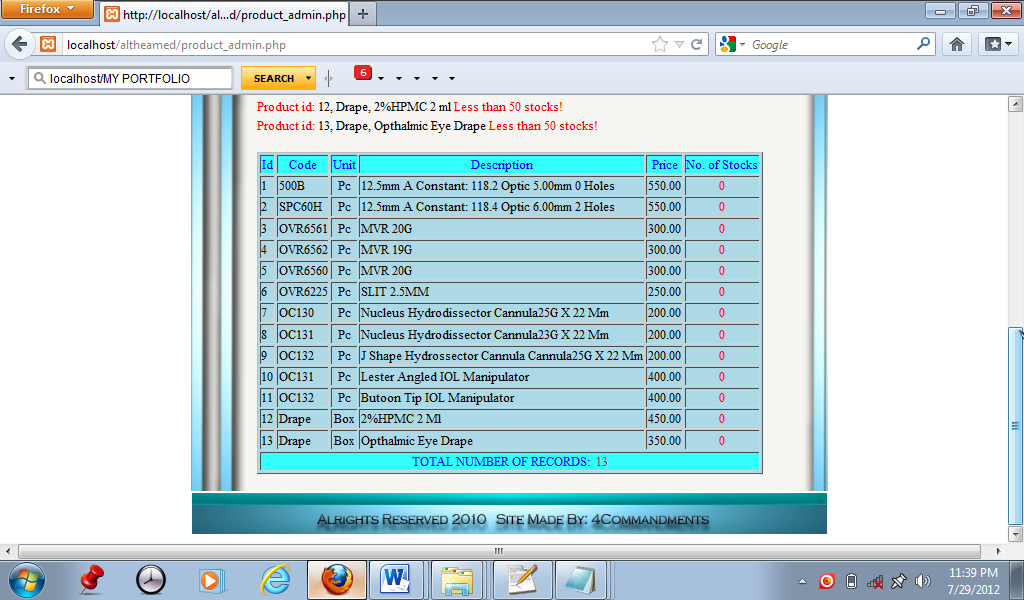 Firefox
http://localhost/al...d/product_admin.php
localhost/altheamed/product_admin.php
Google
localhost/MY PORTFOLIO
SEARCH
6
Product id: 12, Drape, 2%HPMC 2 ml Less than 50 stocks!
Product id: 13, Drape, Opthalmic Eye Drape Less than 50 stocks!
Id Code Unit Description Price No. of Stocks
1 500B Pc 12.5mm A Constant: 118.2 Optic 5.00mm 0 Holes 550.00 0
2 SPC60H Pc 12.5mm A Constant: 118.4 Optic 6.00mm 2 Holes 550.00 0
3 OVR6561 Pc MVR 20G 300.00 0
4 OVR6562 Pc MVR 19G 300.00 0
5 OVR6560 Pc MVR 20G 300.00 0
6 OVR6225 Pc SLIT 2.5MM 250.00 0
7 OC130 Pc Nucleus Hydrodissector Cannula25G X 22 Mm 200.00 0
8 OC131 Pc Nucleus Hydrodissector Cannula23G X 22 Mm 200.00 0
9 OC132 Pc J Shape Hydrossector Cannula Cannula25G X 22 Mm 200.00 0
10 OC131 Pc Lester Angled IOL Manipulator 400.00 0
11 OC132 Pc Butoon Tip IOL Manipulator 400.00 0
12 Drape Box 2%HPMC 2 Ml 450.00 0
13 Drape Box Opthalmic Eye Drape 350.00 0
TOTAL NUMBER OF RECORDS: 13
Alrights Reserved 2010 Site Made By: 4Commandments
11:39 PM
7/29/2012